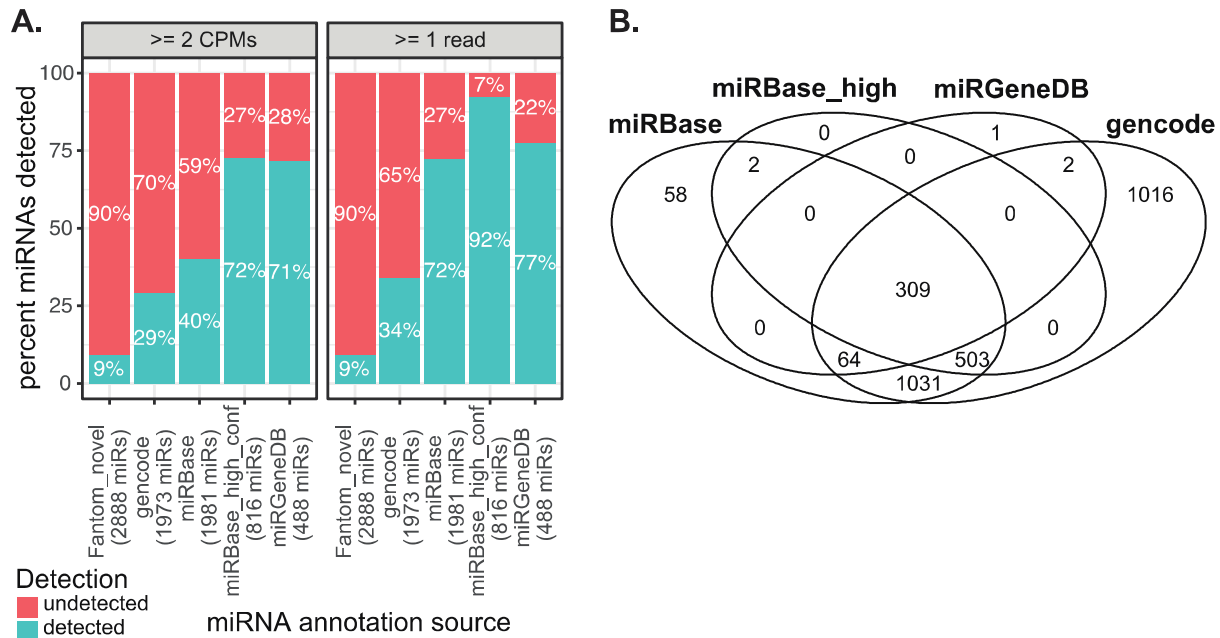 A.
>= 2 CPMs
>= 1 read
percent miRNAs detected
100
75
50
25
0
90%
70%
59%
27%
28%
9%
29%
40%
72%
71%
90%
65%
27%
7%
22%
9%
34%
72%
92%
77%
Fantom_novel
(2888 miRs)
gencode
(1973 miRs)
miRBase
(1981 miRs)
miRBase_high_conf
(816 miRs)
miRGeneDB
(488 miRs)
Fantom_novel
(2888 miRs)
gencode
(1973 miRs)
miRBase
(1981 miRs)
miRBase_high_conf
(816 miRs)
miRGeneDB
(488 miRs)
Detection
undetected
detected
miRNA annotation source
B.
miRBase_high
miRGeneDB
miRBase
gencode
0
1
2
0
2
58
1016
0
0
309
0
0
64
503
1031